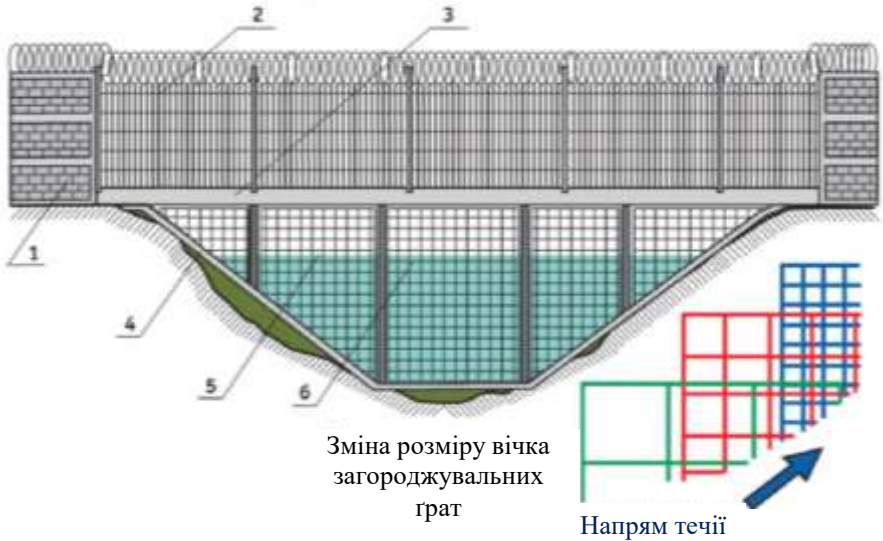 2
3
1
4
5
6
Зміна розміру вічка
загороджувальних
ґрат
Напрям течії